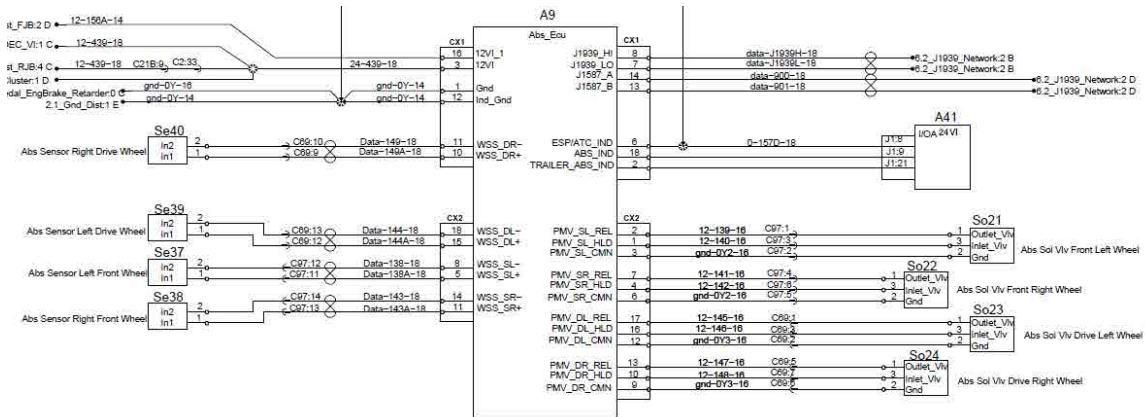 A9
Abs_Ecu
st_FJB:2 D 12-156A-14
DEC_VI:1 C 12-439-18
st_RJB:4 C 12-439-18 C21B:9 C2:33 24-439-18
Cluster:1 D
gnd-0Y-16 gnd-0Y-14
dal_EngBrake_Retarder:0 C gnd-0Y-14 gnd-0Y-14
2.1_Gnd_Dist:1 E
CX1
16 12VI_1
3 12VI
1 Gnd
12 Ind_Gnd
11 WSS_DR–
10 WSS_DR+
CX1
J1939_HI 8 data-J1939H-18 6.2_J1939_Network:2 B
J1939_LO 7 data-J1939L-18 6.2_J1939_Network:2 B
J1587_A 14 data-900-18 6.2_J1939_Network:2 D
J1587_B 13 data-901-18 6.2_J1939_Network:2 D
A41
I/OA 24VI
ESP/ATC_IND 6 0-157D-18 J1:8
ABS_IND 18 J1:9
TRAILER_ABS_IND 2 J1:21
Se40
Abs Sensor Right Drive Wheel
In2 2 C69:10 Data-149-18
In1 1 C69:9 Data-149A-18
Se39
Abs Sensor Left Drive Wheel
In2 2 C69:13 Data-144-18
In1 1 C69:12 Data-144A-18
Se37
Abs Sensor Left Front Wheel
In2 2 C97:12 Data-138-18
In1 1 C97:11 Data-138A-18
Se38
Abs Sensor Right Front Wheel
In2 2 C97:14 Data-143-18
In1 1 C97:13 Data-143A-18
CX2
18 WSS_DL–
15 WSS_DL+
8 WSS_SL–
5 WSS_SL+
14 WSS_SR–
11 WSS_SR+
CX2
PMV_SL_REL 2 12-139-16 C97:1
PMV_SL_HLD 1 12-140-16 C97:3
PMV_SL_CMN 3 gnd-0Y2-16 C97:2
So21
1 Outlet_Vlv
3 Inlet_Vlv
2 Gnd
Abs Sol Vlv Front Left Wheel
PMV_SR_REL 7 12-141-16 C97:4
PMV_SR_HLD 4 12-142-16 C97:6
PMV_SR_CMN 6 gnd-0Y2-16 C97:5
So22
1 Outlet_Vlv
3 Inlet_Vlv
2 Gnd
Abs Sol Vlv Front Right Wheel
PMV_DL_REL 17 12-145-16 C69:1
PMV_DL_HLD 16 12-146-16
PMV_DL_CMN 12 gnd-0Y3-16 C69:2
So23
1 Outlet_Vlv
3 Inlet_Vlv
2 Gnd
Abs Sol Vlv Drive Left Wheel
PMV_DR_REL 13 12-147-16 C69:5
PMV_DR_HLD 10 12-148-16
PMV_DR_CMN 9 gnd-0Y3-16 C69:6
So24
1 Outlet_Vlv
3 Inlet_Vlv
2 Gnd
Abs Sol Vlv Drive Right Wheel